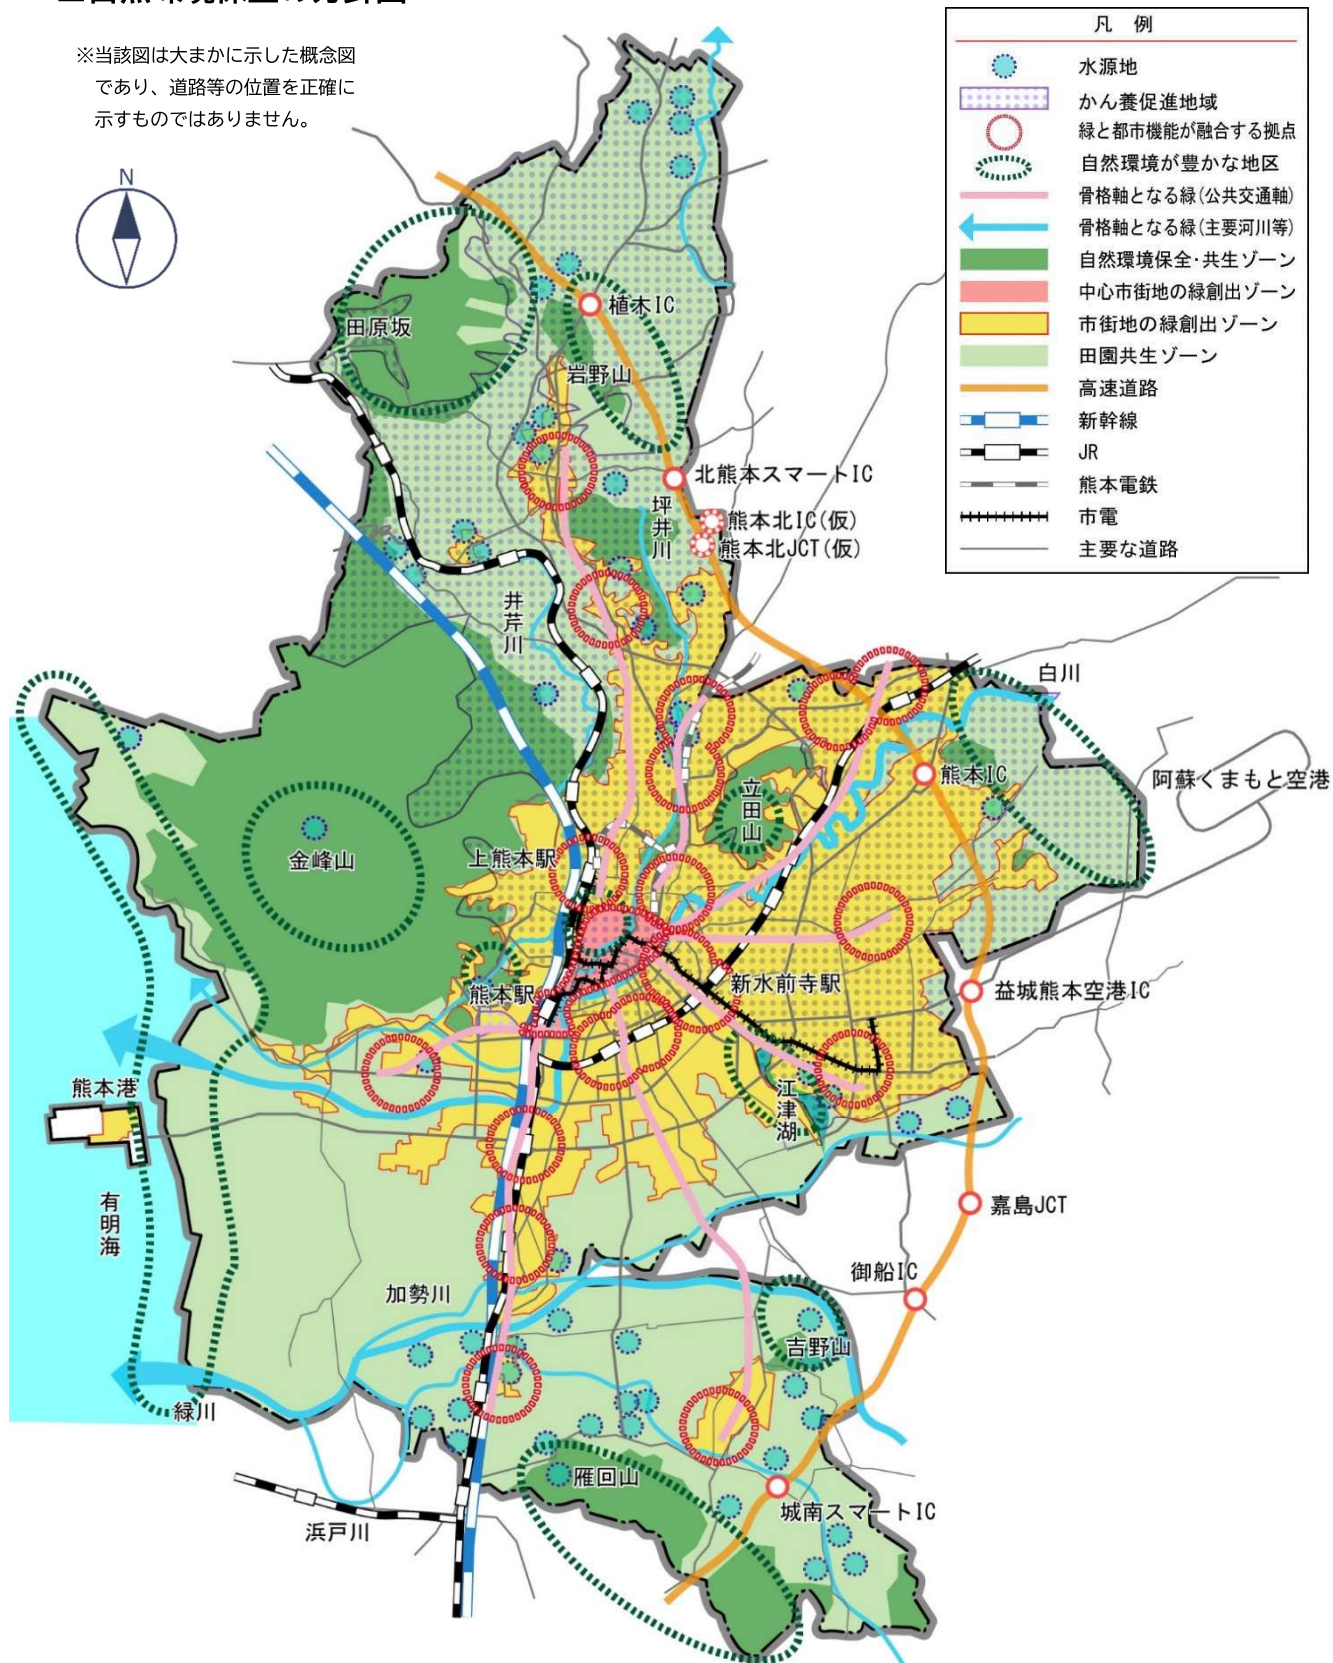 ※当該図は大まかに示した概念図
であり、道路等の位置を正確に
示すものではありません。
N
凡 例
水源地
かん養促進地域
緑と都市機能が融合する拠点
自然環境が豊かな地区
骨格軸となる緑(公共交通軸)
骨格軸となる緑(主要河川等)
自然環境保全・共生ゾーン
中心市街地の緑創出ゾーン
市街地の緑創出ゾーン
田園共生ゾーン
高速道路
新幹線
JR
熊本電鉄
市電
主要な道路
植木IC
田原坂
岩野山
北熊本スマートIC
坪井川
熊本北IC(仮)
熊本北JCT(仮)
井芹川
白川
熊本IC
阿蘇くまもと空港
立田山
金峰山
上熊本駅
熊本駅
新水前寺駅
益城熊本空港IC
熊本港
江津湖
有明海
嘉島JCT
御船IC
加勢川
吉野山
緑川
雁回山
城南スマートIC
浜戸川